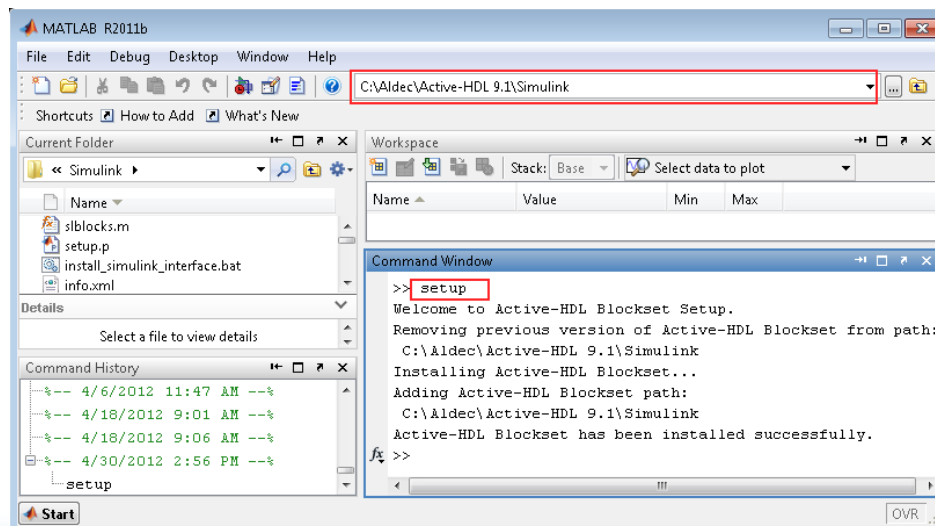 MATLAB R2011b
File Edit Debug Desktop Window Help
C:\Aldec\Active-HDL 9.1\Simulink
...
Shortcuts How to Add What's New
Current Folder
« Simulink
Name
slblocks.m
setup.p
install_simulink_interface.bat
info.xml
Details
Select a file to view details
Command History
%-- 4/6/2012 11:47 AM --%
%-- 4/18/2012 9:01 AM --%
%-- 4/18/2012 9:06 AM --%
%-- 4/30/2012 2:56 PM --%
setup
Workspace
Stack: Base Select data to plot
Name Value Min Max
Command Window
>> setup
Welcome to Active-HDL Blockset Setup.
Removing previous version of Active-HDL Blockset from path:
C:\Aldec\Active-HDL 9.1\Simulink
Installing Active-HDL Blockset...
Adding Active-HDL Blockset path:
C:\Aldec\Active-HDL 9.1\Simulink
Active-HDL Blockset has been installed successfully.
fx >>
Start
OVR